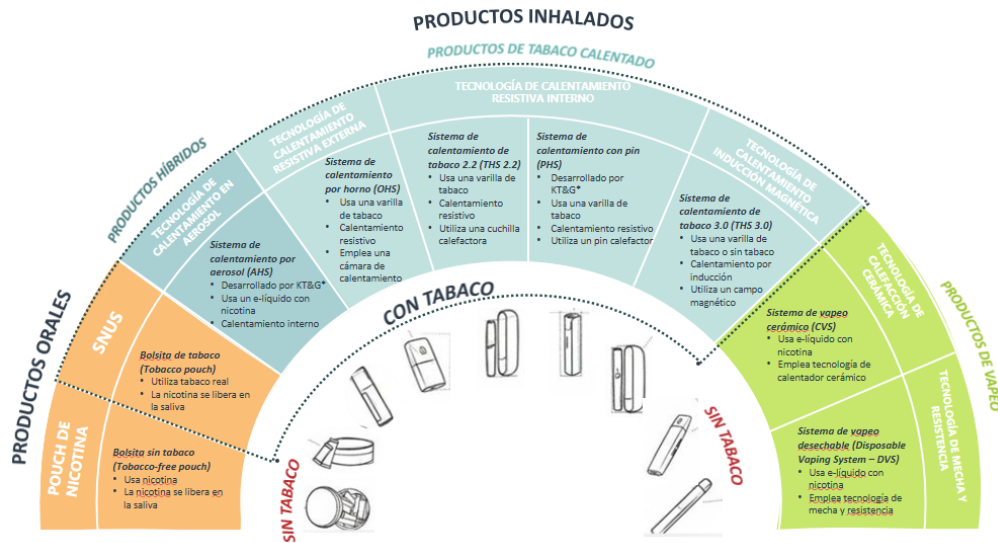 PRODUCTOS INHALADOS
PRODUCTOS DE TABACO CALENTADO
PRODUCTOS HÍBRIDOS
PRODUCTOS ORALES
PRODUCTOS DE VAPEO
POUCH DE
NICOTINA
Bolsita sin tabaco
(Tobacco-free pouch)
• Usa nicotina
• La nicotina se libera en
la saliva
SNUS
Bolsita de tabaco
(Tobacco pouch)
• Utiliza tabaco real
• La nicotina se libera en
la saliva
TECNOLOGÍA DE
CALENTAMIENTO EN
AEROSOL
Sistema de
calentamiento por
aerosol (AHS)
• Desarrollado por KT&G*
• Usa un e-líquido con
nicotina
• Calentamiento interno
TECNOLOGÍA DE
CALENTAMIENTO
RESISTIVA EXTERNA
Sistema de
calentamiento
por horno (OHS)
• Usa una varilla
de tabaco
• Calentamiento
resistivo
• Emplea una
cámara de
calentamiento
TECNOLOGÍA DE CALENTAMIENTO
RESISTIVA INTERNO
Sistema de
calentamiento de
tabaco 2.2 (THS 2.2)
• Usa una varilla de
tabaco
• Calentamiento
resistivo
• Utiliza una cuchilla
calefactora
Sistema de
calentamiento con pin
(PHS)
• Desarrollado por
KT&G*
• Usa una varilla de
tabaco
• Calentamiento resistivo
• Utiliza un pin calefactor
TECNOLOGÍA DE
CALENTAMIENTO
INDUCCIÓN MAGNÉTICA
Sistema de
calentamiento de
tabaco 3.0 (THS 3.0)
• Usa una varilla de
tabaco o sin tabaco
• Calentamiento por
inducción
• Utiliza un campo
magnético
TECNOLOGÍA DE
CALEFACCIÓN
CERÁMICA
Sistema de vapeo
cerámico (CVS)
• Usa e-líquido con
nicotina
• Emplea tecnología de
calentador cerámico
TECNOLOGÍA DE MECHA Y
RESISTENCIA
Sistema de vapeo
desechable (Disposable
Vaping System – DVS)
• Usa e-líquido con
nicotina
• Emplea tecnología de
mecha y resistencia
CON TABACO
SIN TABACO
SIN TABACO